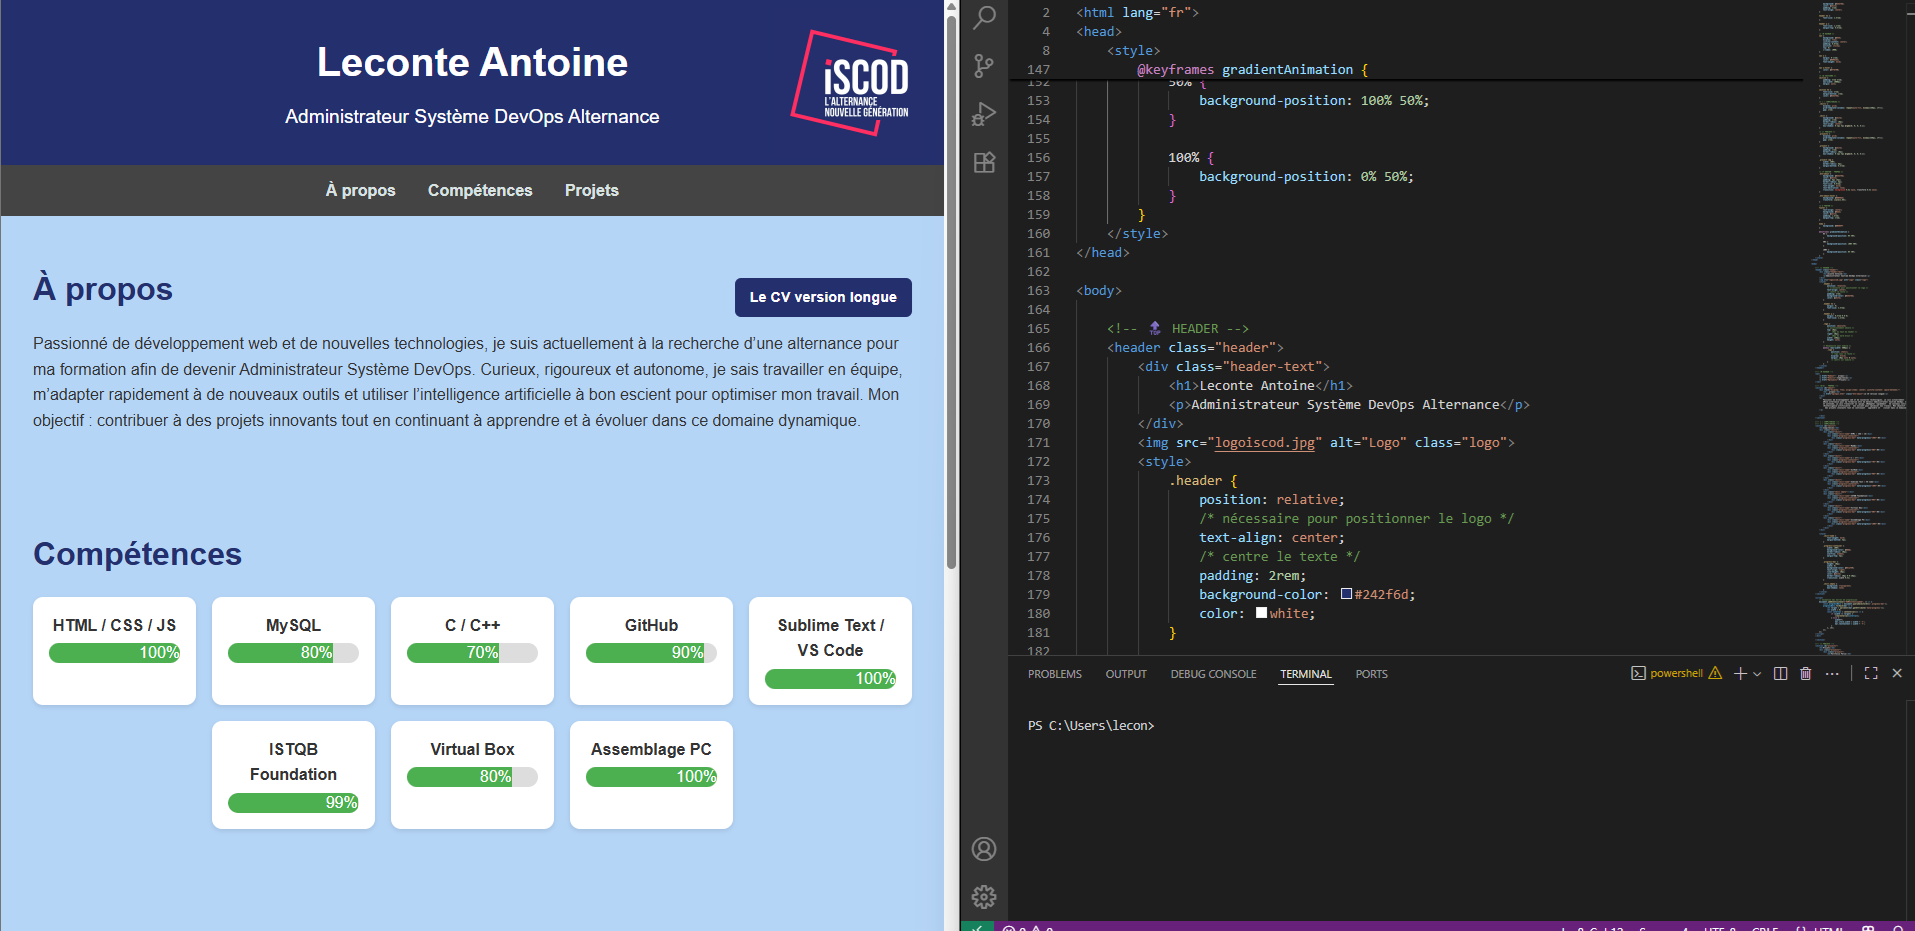 Leconte Antoine
Administrateur Système DevOps Alternance
iSCOD
L'ALTERNANCE
NOUVELLE GÉNÉRATION
À propos Compétences Projets
À propos
Le CV version longue
Passionné de développement web et de nouvelles technologies, je suis actuellement à la recherche d’une alternance pour
ma formation afin de devenir Administrateur Système DevOps. Curieux, rigoureux et autonome, je sais travailler en équipe,
m’adapter rapidement à de nouveaux outils et utiliser l’intelligence artificielle à bon escient pour optimiser mon travail. Mon
objectif : contribuer à des projets innovants tout en continuant à apprendre et à évoluer dans ce domaine dynamique.
Compétences
HTML / CSS / JS
100%
MySQL
80%
C / C++
70%
GitHub
90%
Sublime Text /
VS Code
100%
ISTQB
Foundation
99%
Virtual Box
80%
Assemblage PC
100%
2 <html lang="fr">
4 <head>
8 <style>
147 @keyframes gradientAnimation {
152 50% {
153 background-position: 100% 50%;
154 }
155
156 100% {
157 background-position: 0% 50%;
158 }
159 }
160 </style>
161 </head>
162
163 <body>
164
165 <!-- 🔝 HEADER -->
166 <header class="header">
167 <div class="header-text">
168 <h1>Leconte Antoine</h1>
169 <p>Administrateur Système DevOps Alternance</p>
170 </div>
171 <img src="logoiscod.jpg" alt="Logo" class="logo">
172 <style>
173 .header {
174 position: relative;
175 /* nécessaire pour positionner le logo */
176 text-align: center;
177 /* centre le texte */
178 padding: 2rem;
179 background-color: #242f6d;
180 color: white;
181 }
182
PROBLEMS OUTPUT DEBUG CONSOLE TERMINAL PORTS powershell
PS C:\Users\lecon>